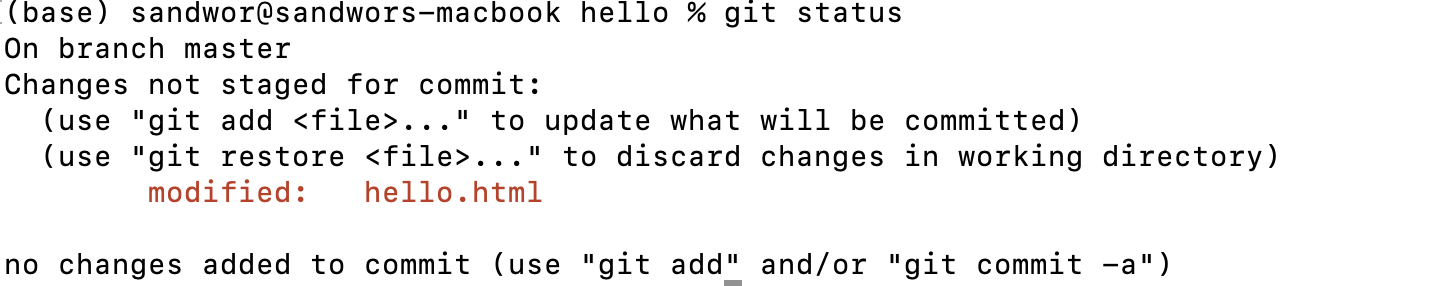 (base) sandwor@sandwors-macbook hello % git status
On branch master
Changes not staged for commit:
  (use "git add <file>..." to update what will be committed)
  (use "git restore <file>..." to discard changes in working directory)
        modified:   hello.html

no changes added to commit (use "git add" and/or "git commit -a")